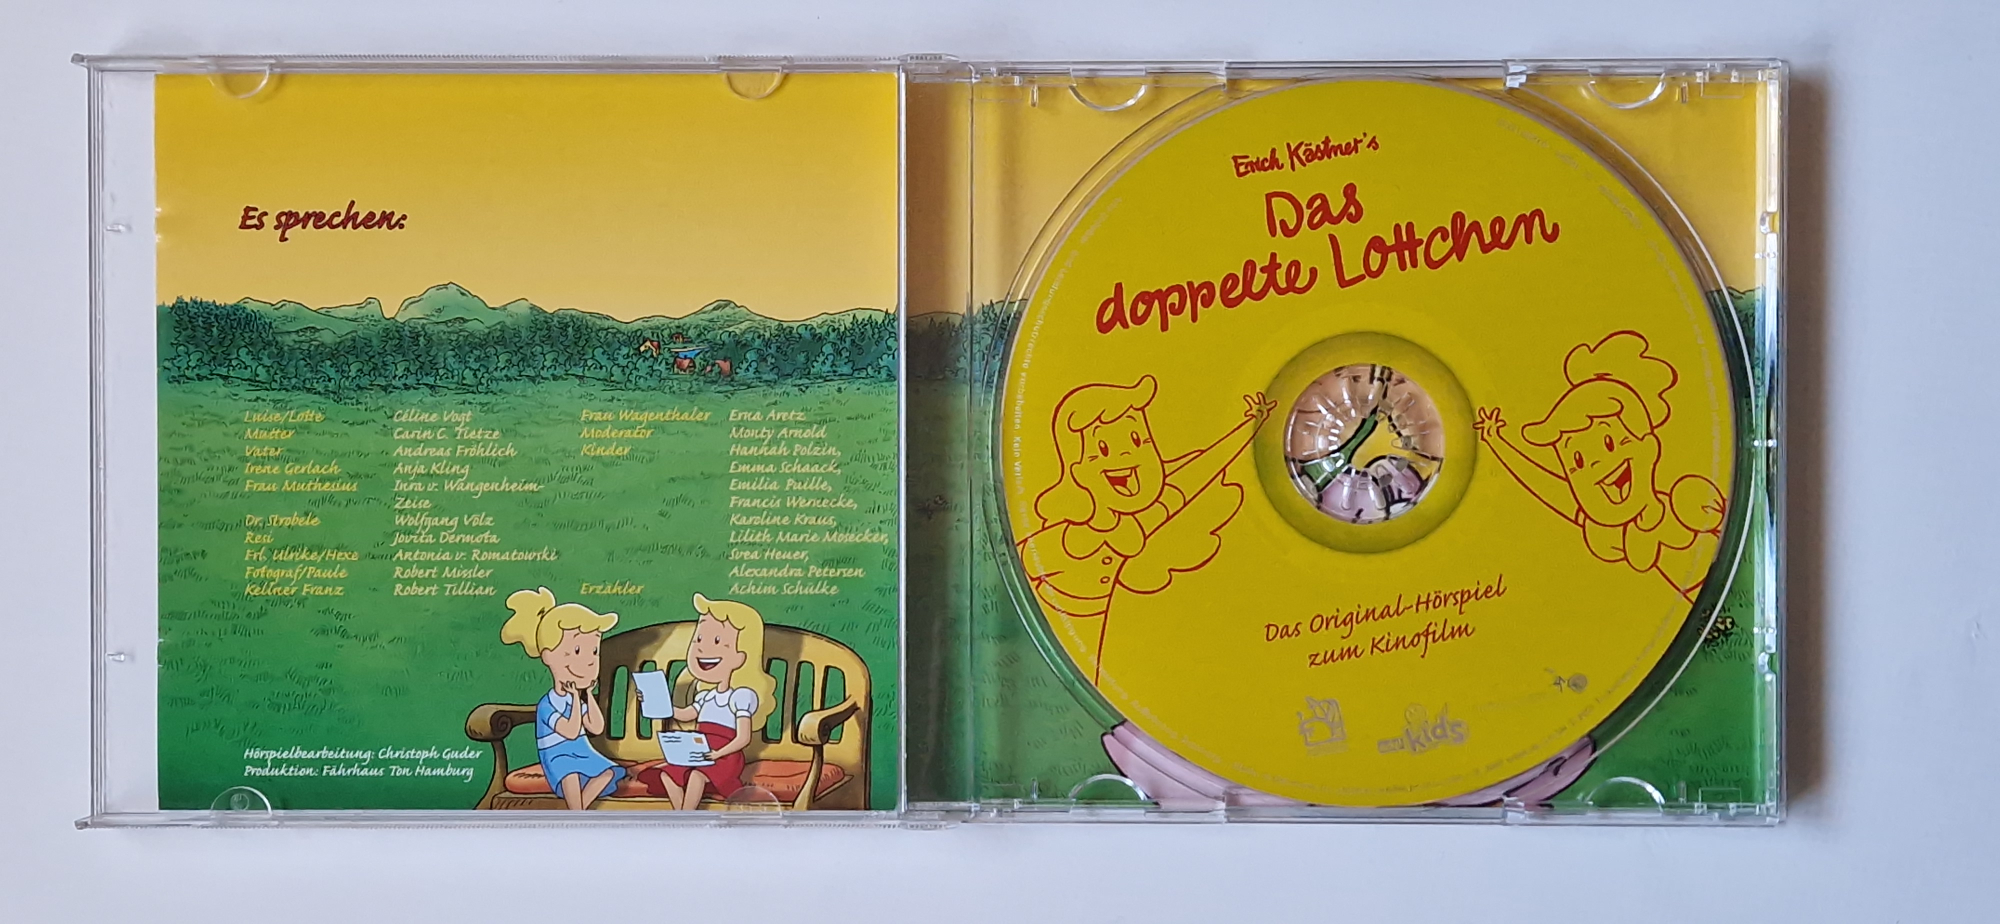 Es sprechen:
Luise/Lotte Céline Vogt
Mutter Carin C. Tietze
Vater Andreas Fröhlich
Irene Gerlach Anja Kling
Frau Muthesius Inra v. Wangenheim-
Zeise
Dr. Strobele Wolfgang Völz
Resi Jovita Dermota
Frl. Ulrike/Hexe Antonia v. Romatowski
Fotograf/Paule Robert Missler
Kellner Franz Robert Tillian
Frau Wagenthaler Erna Aretz
Moderator Monty Arnold
Kinder Hannah Polzin,
Emma Schaack,
Emilia Paille,
Francis Wernecke,
Karoline Kraus,
Lilith Marie Mosecker,
Svea Heuer,
Alexandra Petersen
Erzähler Achim Schülke
Hörspielbearbeitung: Christoph Guder
Produktion: Fährhaus Ton Hamburg
Erich Kästner's
Das
doppelte Lottchen
Das Original-Hörspiel
zum Kinofilm
kids